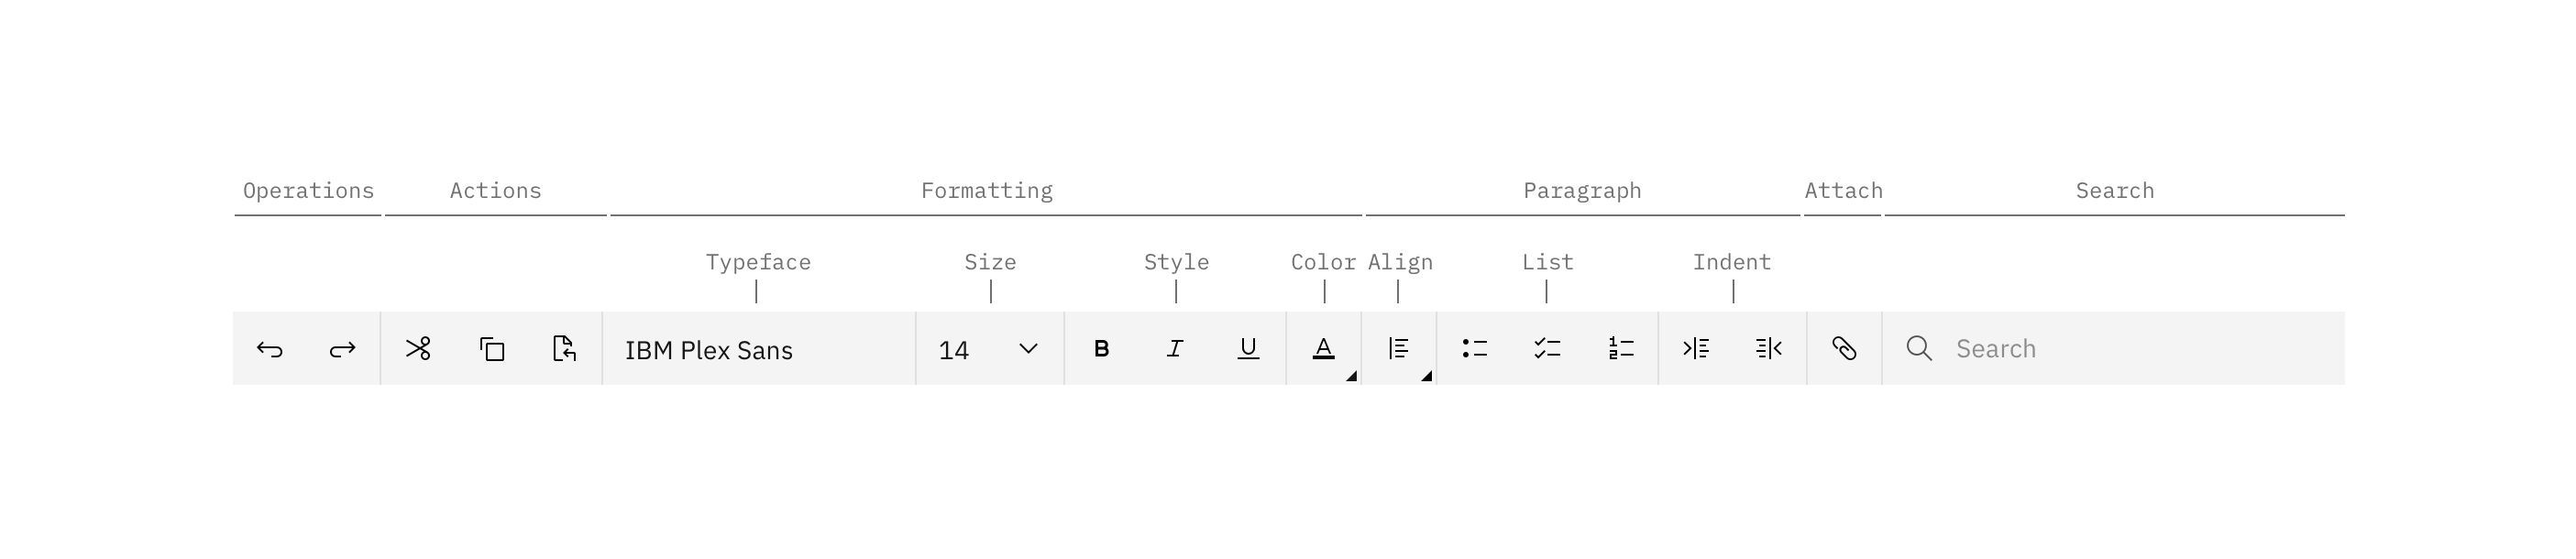 Operations Actions Formatting Paragraph Attach Search
Typeface Size Style Color Align List Indent
IBM Plex Sans 14 B I U A Search